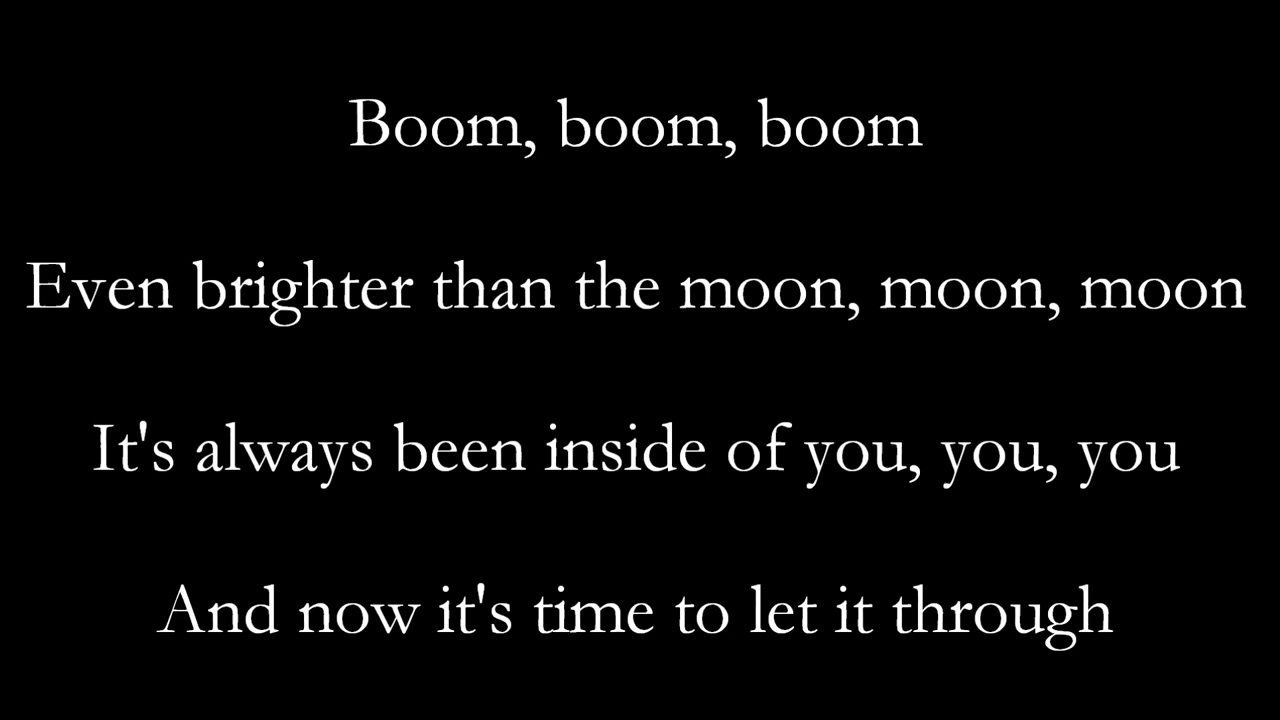 Boom, boom, boom
Even brighter than the moon, moon, moon
It's always been inside of you, you, you
And now it's time to let it through